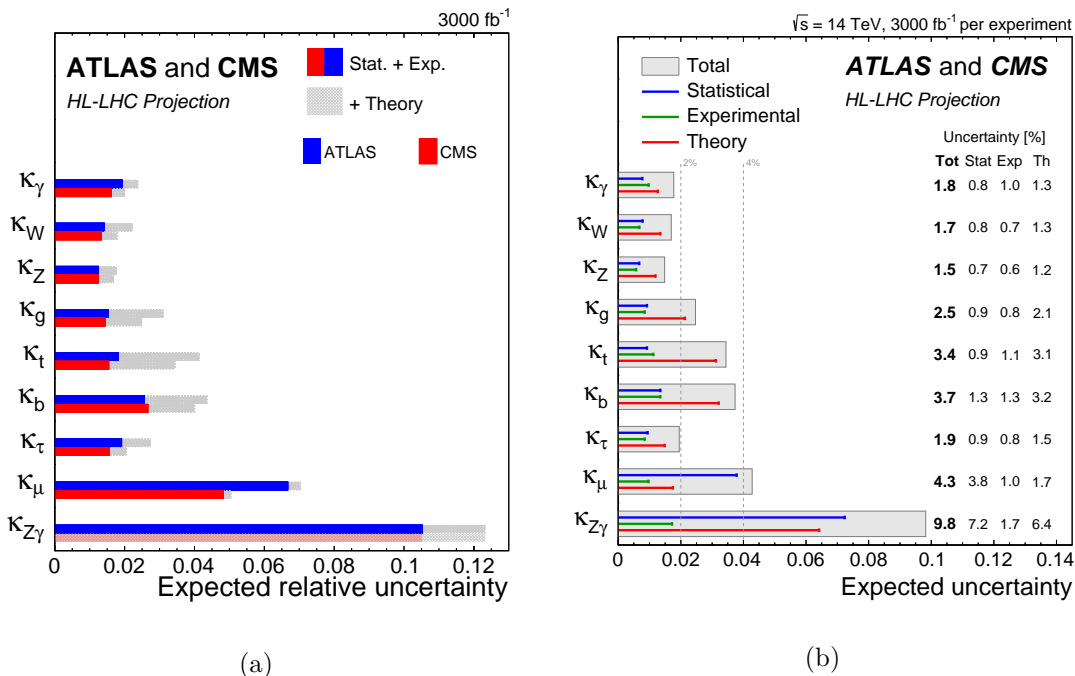 3000 fb⁻¹
ATLAS and CMS
HL-LHC Projection
Stat. + Exp.
+ Theory
ATLAS
CMS
κγ
κW
κZ
κg
κt
κb
κτ
κμ
κZγ
0 0.02 0.04 0.06 0.08 0.1 0.12
Expected relative uncertainty
(a)
√s = 14 TeV, 3000 fb⁻¹ per experiment
Total
Statistical
Experimental
Theory
ATLAS and CMS
HL-LHC Projection
Uncertainty [%]
2% 4% Tot Stat Exp Th
κγ 1.8 0.8 1.0 1.3
κW 1.7 0.8 0.7 1.3
κZ 1.5 0.7 0.6 1.2
κg 2.5 0.9 0.8 2.1
κt 3.4 0.9 1.1 3.1
κb 3.7 1.3 1.3 3.2
κτ 1.9 0.9 0.8 1.5
κμ 4.3 3.8 1.0 1.7
κZγ 9.8 7.2 1.7 6.4
0 0.02 0.04 0.06 0.08 0.1 0.12 0.14
Expected uncertainty
(b)